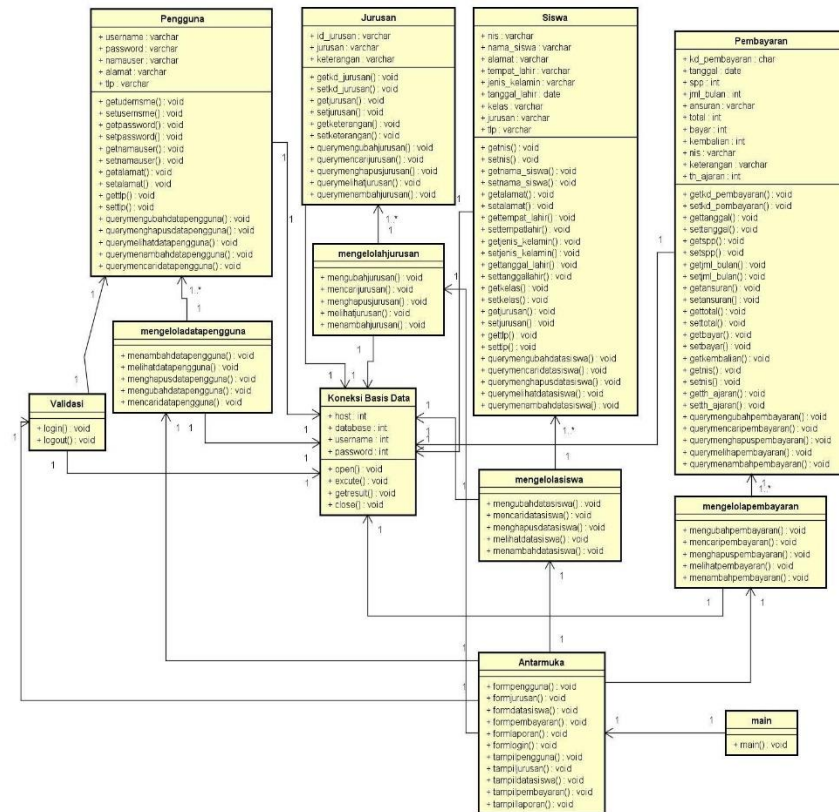 Pengguna
+ username : varchar
+ password : varchar
+ namauser : varchar
+ alamat : varchar
+ tlp : varchar
+ getudernsme() : void
+ setusernsme() : void
+ getpassword() : void
+ setpassword() : void
+ getnamauser() : void
+ setnamauser() : void
+ getalamat() : void
+ setalamat() : void
+ gettlp() : void
+ settlp() : void
+ querymengubahdatapengguna() : void
+ querymenghapusdatapengguna() : void
+ querymelihatdatapengguna() : void
+ querymenambahdatapengguna() : void
+ querymencaridatapengguna() : void
Jurusan
+ id_jurusan : varchar
+ jurusan : varchar
+ keterangan : varchar
+ getkd_jurusan() : void
+ setkd_jurusan() : void
+ getjurusan() : void
+ setjurusan() : void
+ getketerangan() : void
+ setketerangan() : void
+ querymengubahjurusan() : void
+ querymencarijurusan() : void
+ querymenghapusjurusan() : void
+ querymelihatjurusan() : void
+ querymenambahjurusan() : void
Siswa
+ nis : varchar
+ nama_siswa : varchar
+ alamat : varchar
+ tempat_lahir : varchar
+ jenis_kelamin : varchar
+ tanggal_lahir : date
+ kelas : varchar
+ jurusan : varchar
+ tlp : varchar
+ getnis() : void
+ setnis() : void
+ getnama_siswa() : void
+ setnama_siswa() : void
+ getalamat() : void
+ setalamat() : void
+ gettempat_lahir() : void
+ settempatlahir() : void
+ getjenis_kelamin() : void
+ setjenis_kelamin() : void
+ gettanggal_lahir() : void
+ settanggallahir() : void
+ getkelas() : void
+ setkelas() : void
+ getjurusan() : void
+ setjurusan() : void
+ gettlp() : void
+ settlp() : void
+ querymengubahdatasiswa() : void
+ querymencaridatasiswa() : void
+ querymenghapusdatasiswa() : void
+ querymelihatdatasiswa() : void
+ querymenambahdatasiswa() : void
Pembayaran
+ kd_pembayaran : char
+ tanggal : date
+ spp : int
+ jml_bulan : int
+ ansuran : varchar
+ total : int
+ bayar : int
+ kembalian : int
+ nis : varchar
+ keterangan : varchar
+ th_ajaran : int
+ getkd_pembayaran() : void
+ setkd_pembayaran() : void
+ gettanggal() : void
+ settanggal() : void
+ getspp() : void
+ setspp() : void
+ getjml_bulan() : void
+ setjml_bulan() : void
+ getansuran() : void
+ setansuran() : void
+ gettotal() : void
+ settotal() : void
+ getbayar() : void
+ setbayar() : void
+ getkembalian() : void
+ getnis() : void
+ setnis() : void
+ getth_ajaran() : void
+ setth_ajaran() : void
+ querymengubahpembayaran() : void
+ querymencaripembayaran() : void
+ querymenghapuspembayaran() : void
+ querymelihapembayaran() : void
+ querymenambahpembayaran() : void
mengelolahjurusan
+ mengubahjurusan() : void
+ mencarijurusan() : void
+ menghapusjurusan() : void
+ melihatjurusan() : void
+ menambahjurusan() : void
mengeloladatapengguna
+ menambahdatapengguna() : void
+ melihatdatapengguna() : void
+ menghapusdatapengguna() : void
+ mengubahdatapengguna() : void
+ mencaridatapengguna() : void
Validasi
+ login() : void
+ logout() : void
Koneksi Basis Data
+ host : int
+ database : int
+ username : int
+ password : int
+ open() : void
+ excute() : void
+ getresult() : void
+ close() : void
mengelolasiswa
+ mengubahdatasiswa() : void
+ mencaridatasiswa() : void
+ menghapusdatasiswa() : void
+ melihatdatasiswa() : void
+ menambahdatasiswa() : void
mengelolapembayaran
+ mengubahpembayaran() : void
+ mencaripembayaran() : void
+ menghapuspembayaran() : void
+ melihatpembayaran() : void
+ menambahpembayaran() : void
Antarmuka
+ formpengguna() : void
+ formjurusan() : void
+ formdatasiswa() : void
+ formpembayaran() : void
+ formlaporan() : void
+ formlogin() : void
+ tampilpengguna() : void
+ tampiljurusan() : void
+ tampildatasiswa() : void
+ tampilpembayaran() : void
+ tampillaporan() : void
main
+ main() : void